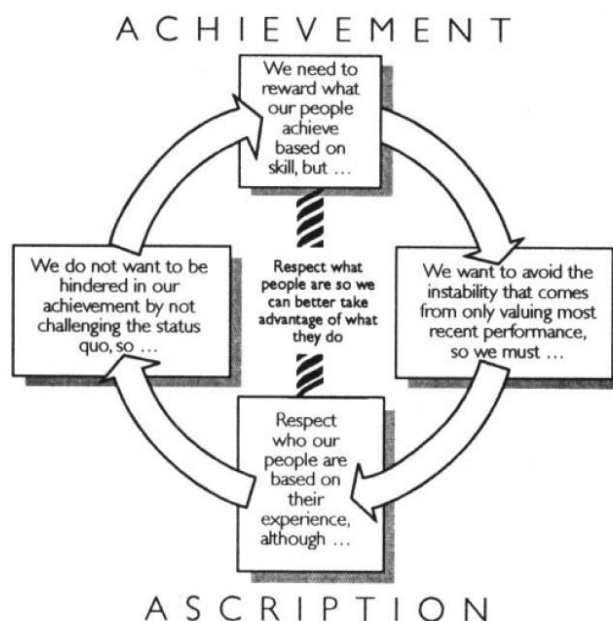 ACHIEVEMENT
We need to
reward what
our people
achieve
based on
skill, but ...
We do not want to be
hindered in our
achievement by not
challenging the status
quo, so ...
Respect what
people are so we
can better take
advantage of what
they do
We want to avoid the
instability that comes
from only valuing most
recent performance,
so we must ...
Respect
who our
people are
based on
their
experience,
although ...
ASCRIPTION